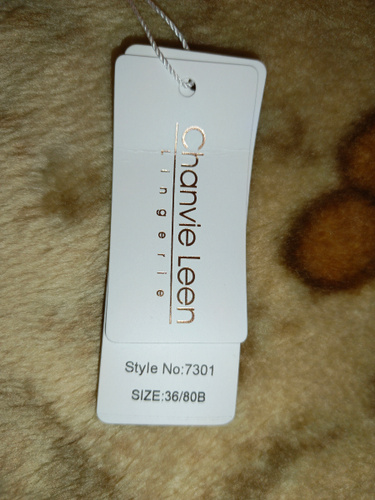 Chanvie Leen
lingerie
Style No:7301
SIZE:36/80B